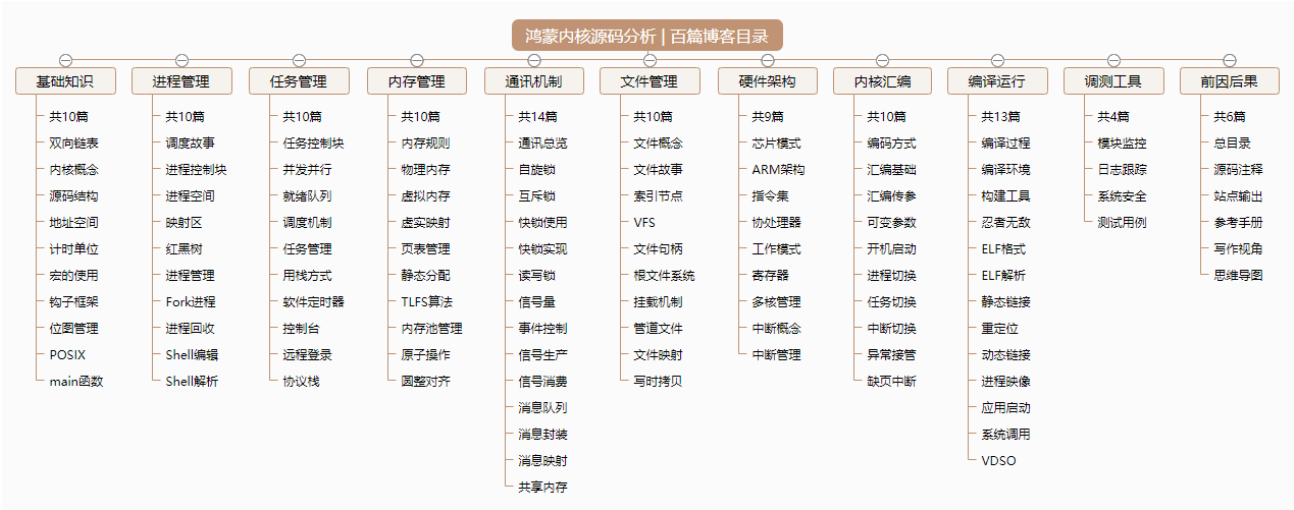 鸿蒙内核源码分析 | 百篇博客目录
基础知识
共10篇
双向链表
内核概念
源码结构
地址空间
计时单位
宏的使用
钩子框架
位图管理
POSIX
main函数
进程管理
共10篇
调度故事
进程控制块
进程空间
映射区
红黑树
进程管理
Fork进程
进程回收
Shell编辑
Shell解析
任务管理
共10篇
任务控制块
并发并行
就绪队列
调度机制
任务管理
用栈方式
软件定时器
控制台
远程登录
协议栈
内存管理
共10篇
内存规则
物理内存
虚拟内存
虚实映射
页表管理
静态分配
TLFS算法
内存池管理
原子操作
圆整对齐
通讯机制
共14篇
通讯总览
自旋锁
互斥锁
快锁使用
快锁实现
读写锁
信号量
事件控制
信号生产
信号消费
消息队列
消息封装
消息映射
共享内存
文件管理
共10篇
文件概念
文件故事
索引节点
VFS
文件句柄
根文件系统
挂载机制
管道文件
文件映射
写时拷贝
硬件架构
共9篇
芯片模式
ARM架构
指令集
协处理器
工作模式
寄存器
多核管理
中断概念
中断管理
内核汇编
共10篇
编码方式
汇编基础
汇编传参
可变参数
开机启动
进程切换
任务切换
中断切换
异常接管
缺页中断
编译运行
共13篇
编译过程
编译环境
构建工具
忍者无敌
ELF格式
ELF解析
静态链接
重定位
动态链接
进程映像
应用启动
系统调用
VDSO
调测工具
共4篇
模块监控
日志跟踪
系统安全
测试用例
前因后果
共6篇
总目录
源码注释
站点输出
参考手册
写作视角
思维导图